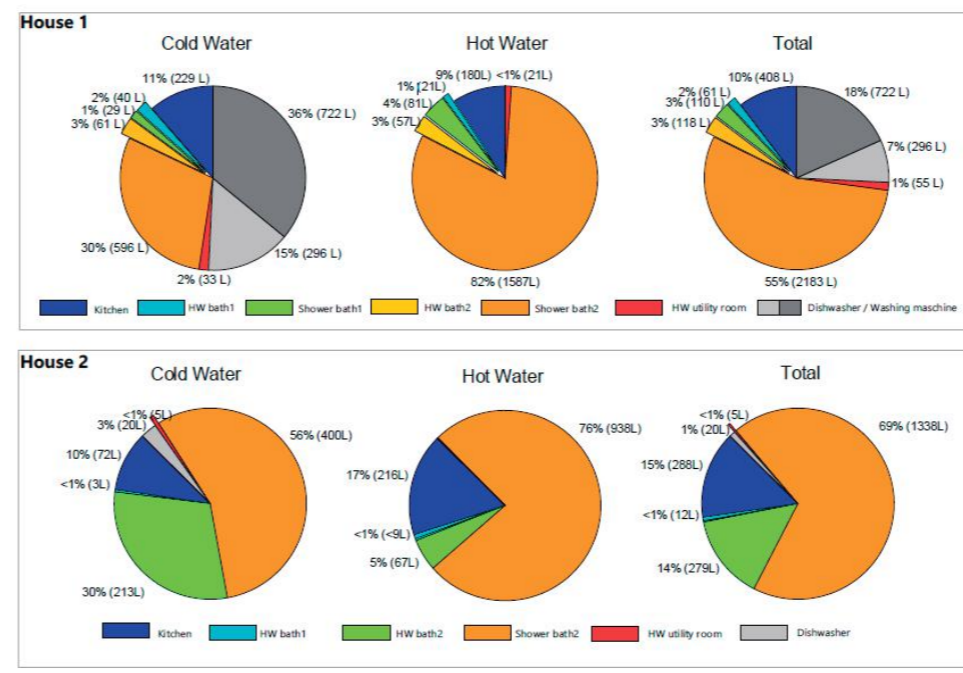 House 1
Cold Water
Hot Water
Total
11% (229 L)
2% (40 L)
1% (29 L)
3% (61 L)
36% (722 L)
30% (596 L)
15% (296 L)
2% (33 L)
9% (180L)
<1% (21L)
1% (21L)
4% (81L)
3% (57L)
82% (1587L)
10% (408 L)
2% (61 L)
3% (110 L)
3% (118 L)
18% (722 L)
7% (296 L)
1% (55 L)
55% (2183 L)
Kitchen
HW bath1
Shower bath1
HW bath2
Shower bath2
HW utility room
Dishwasher / Washing maschine
House 2
Cold Water
Hot Water
Total
<1% (5L)
3% (20L)
10% (72L)
<1% (3L)
56% (400L)
30% (213L)
76% (938L)
17% (216L)
<1% (<9L)
5% (67L)
<1% (5L)
1% (20L)
69% (1338L)
15% (288L)
<1% (12L)
14% (279L)
Kitchen
HW bath1
HW bath2
Shower bath2
HW utility room
Dishwasher